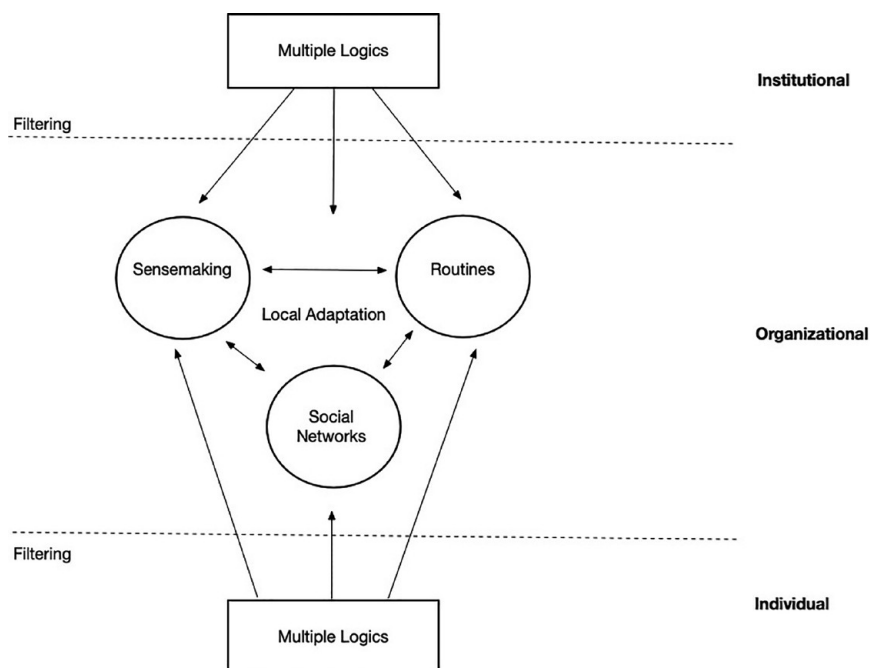 Multiple Logics
Institutional
Filtering
Sensemaking
Routines
Local Adaptation
Organizational
Social
Networks
Filtering
Individual
Multiple Logics